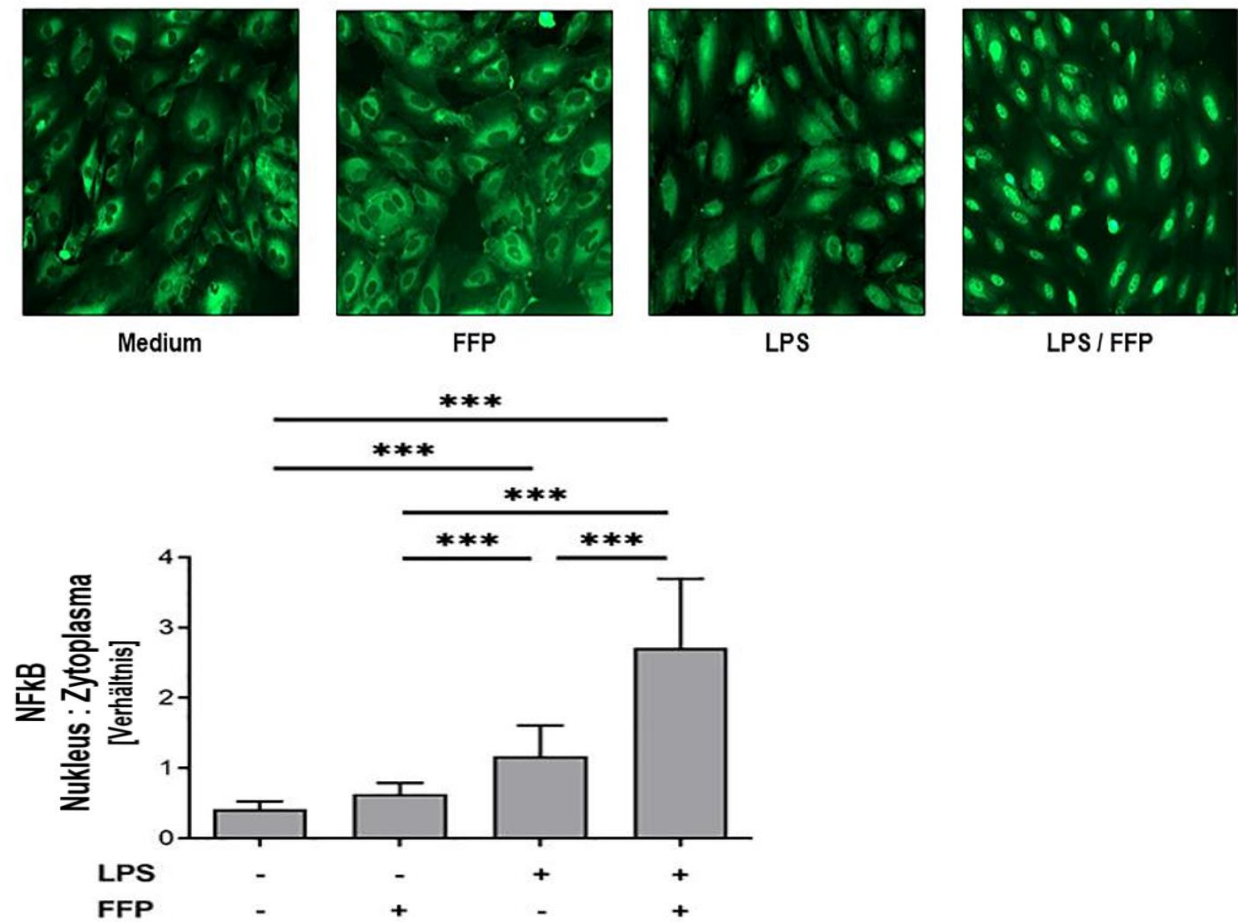 Medium
FFP
LPS
LPS / FFP
***
***
***
***
***
NFkB
Nukleus : Zytoplasma
[Verhältnis]
4
3
2
1
0
LPS - - + +
FFP - + - +